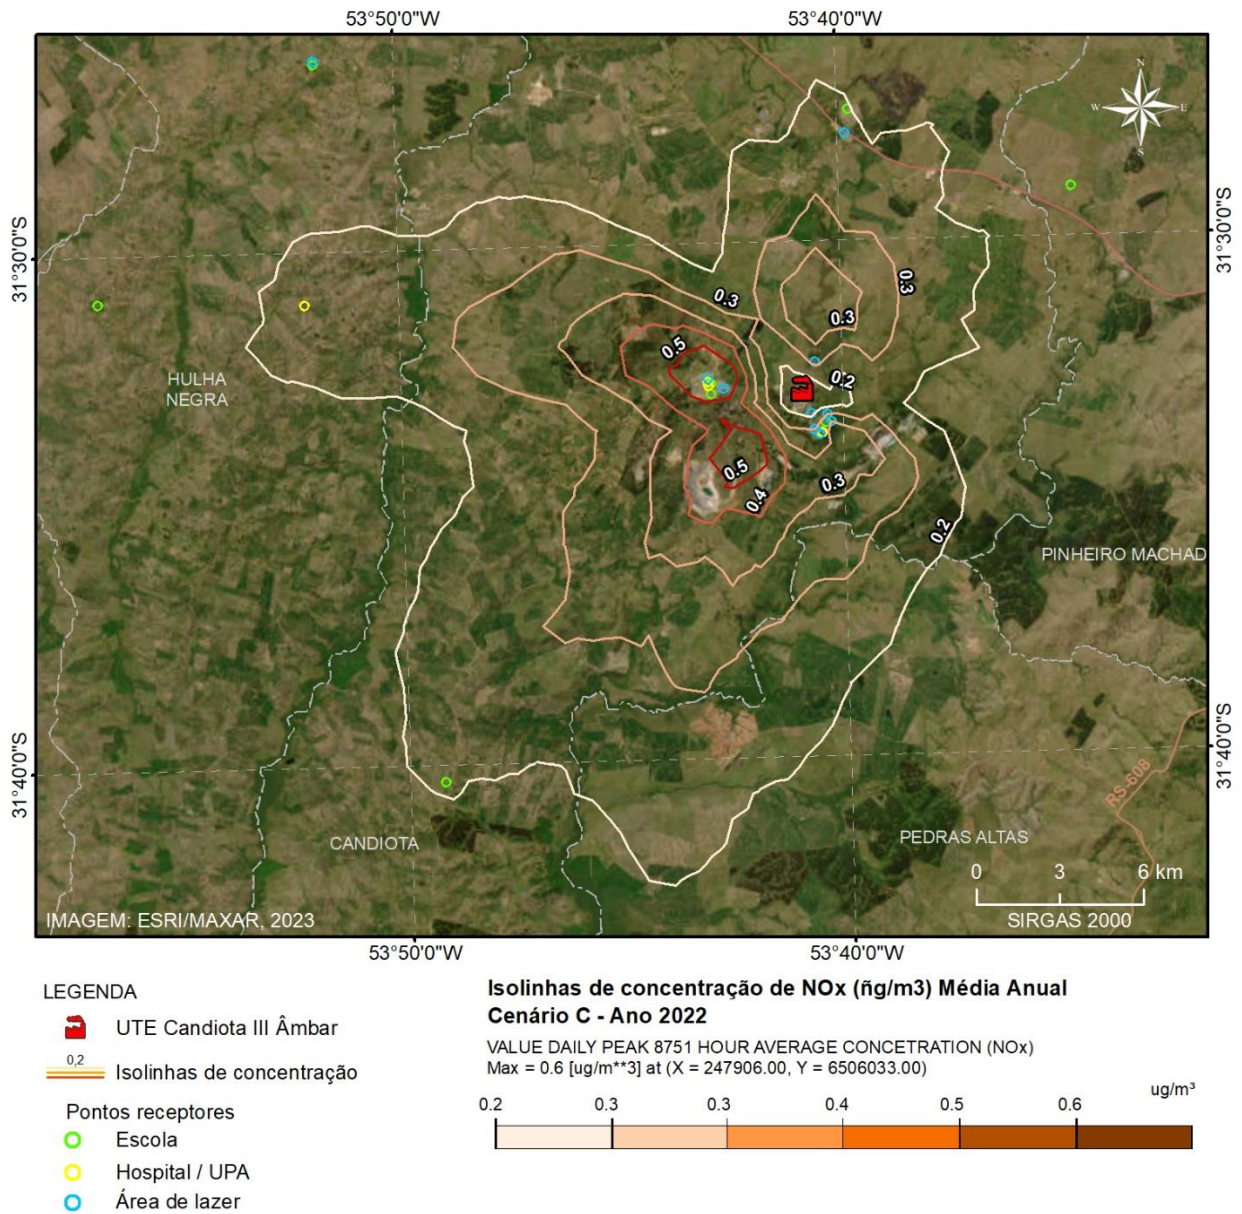 53°50'0"W
53°40'0"W
N
W
E
S
31°30'0"S
31°30'0"S
0.3
0.3
0.3
0.5
0.2
HULHA
NEGRA
0.5
0.3
0.4
0.2
PINHEIRO MACHAD
31°40'0"S
31°40'0"S
RS-608
CANDIOTA
PEDRAS ALTAS
0
3
6 km
IMAGEM: ESRI/MAXAR, 2023
SIRGAS 2000
53°50'0"W
53°40'0"W
LEGENDA
UTE Candiota III Âmbar
0,2
Isolinhas de concentração
Pontos receptores
Escola
Hospital / UPA
Área de lazer
Isolinhas de concentração de NOx (ñg/m3) Média Anual
Cenário C - Ano 2022
VALUE DAILY PEAK 8751 HOUR AVERAGE CONCETRATION (NOx)
Max = 0.6 [ug/m**3] at (X = 247906.00, Y = 6506033.00)
ug/m³
0.2 0.3 0.3 0.4 0.5 0.6